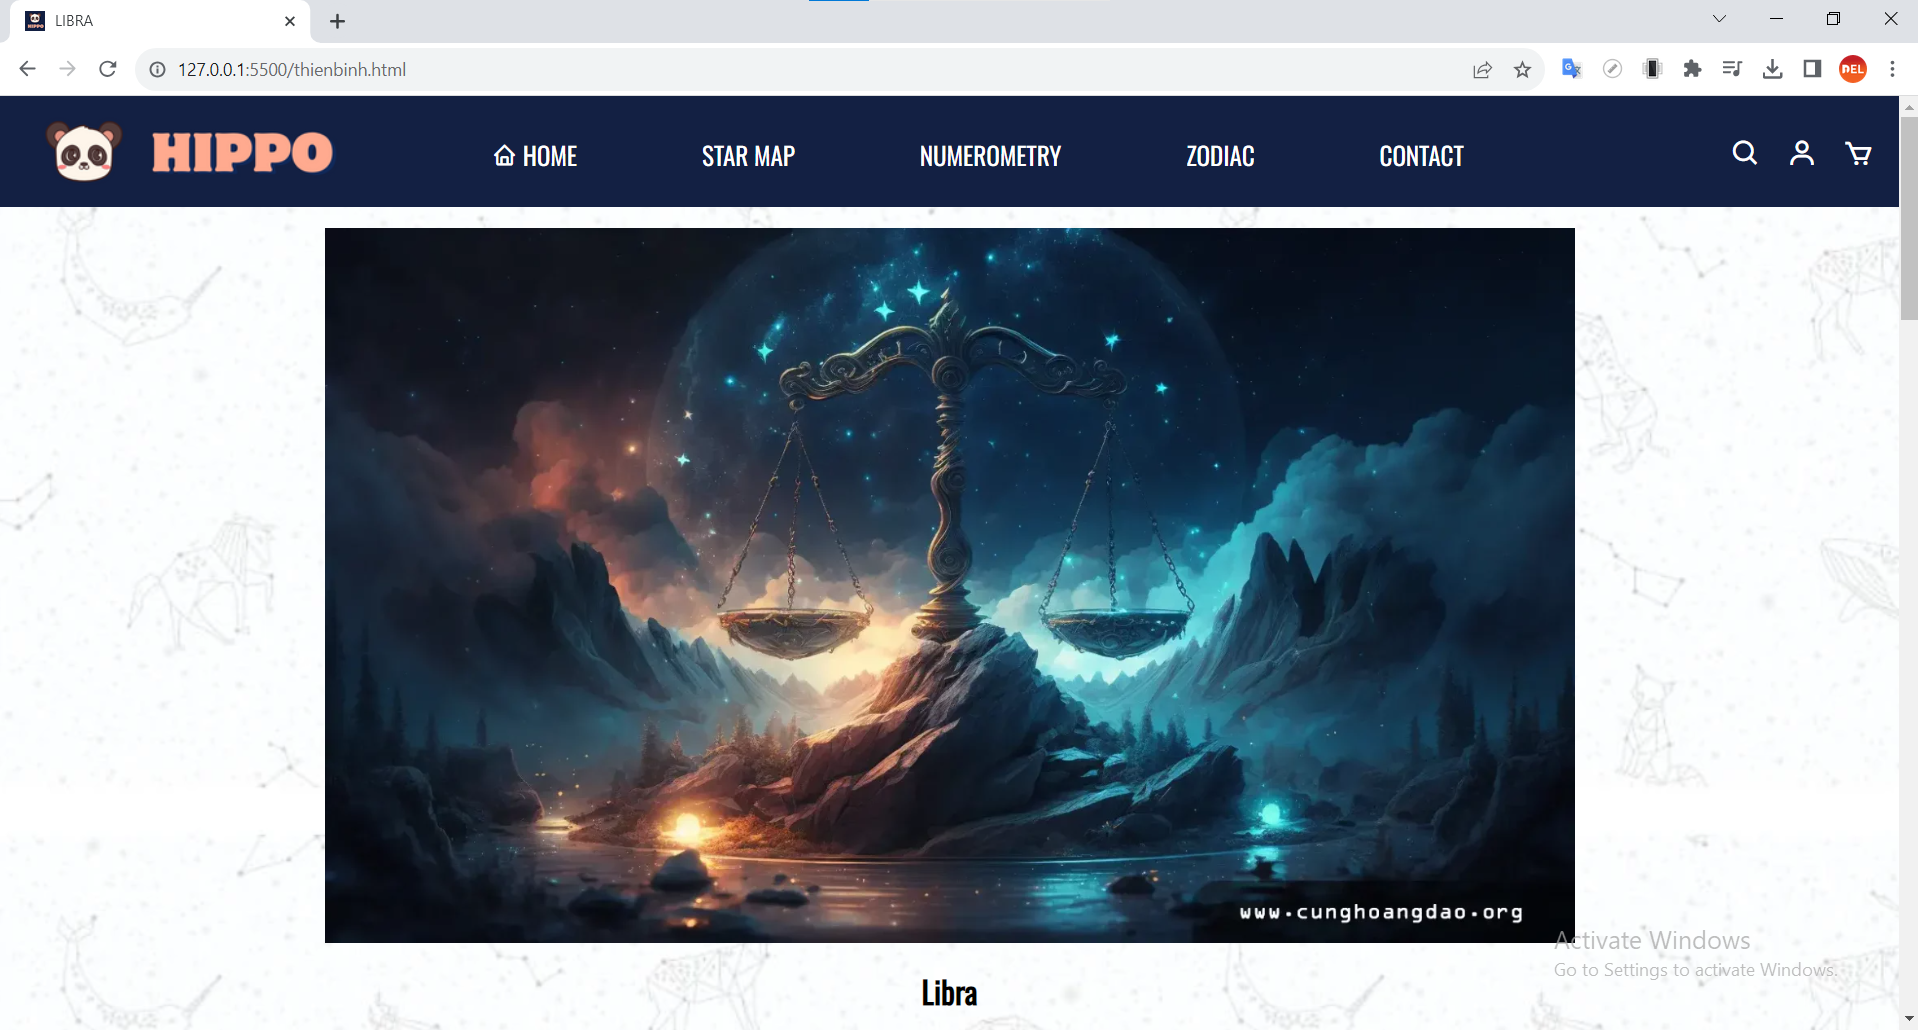 LIBRA
127.0.0.1:5500/thienbinh.html
DEL
HIPPO
HOME
STAR MAP
NUMEROMETRY
ZODIAC
CONTACT
www.cunghoangdao.org
Activate Windows
Go to Settings to activate Windows.
Libra